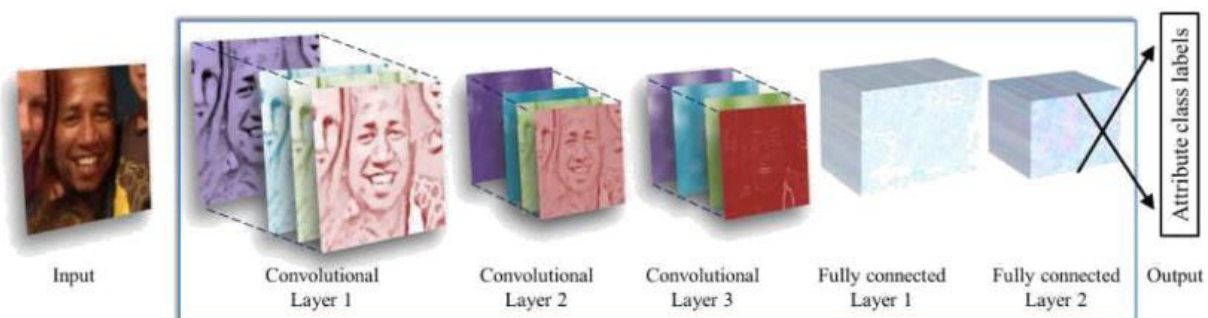 Attribute class labels
Input
Convolutional
Layer 1
Convolutional
Layer 2
Convolutional
Layer 3
Fully connected
Layer 1
Fully connected
Layer 2
Output